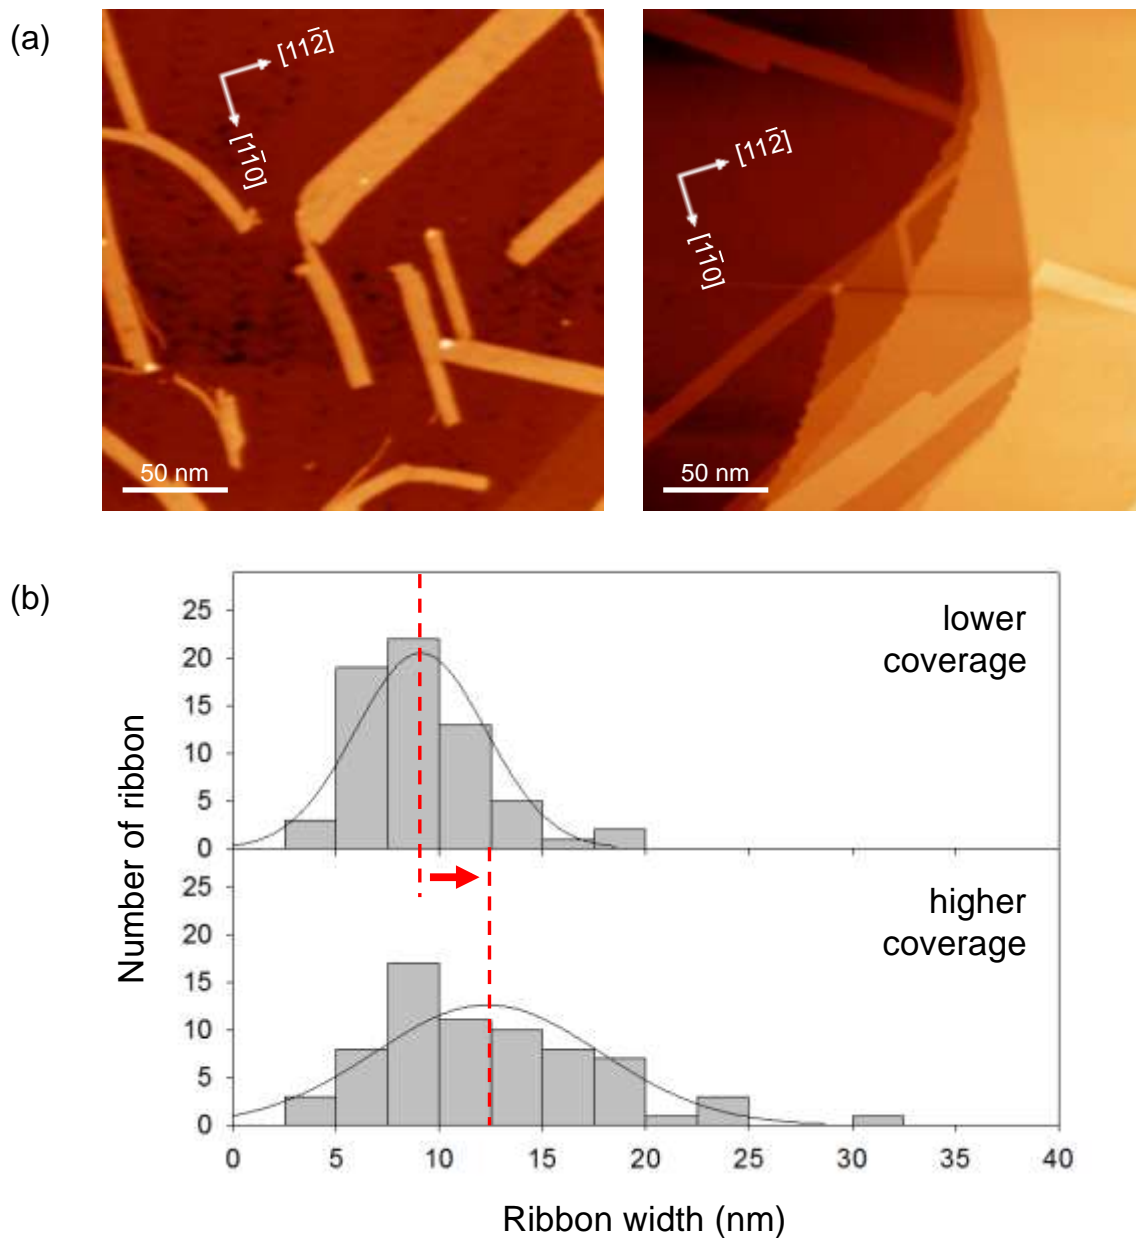 (a)
[112̅]
[11̅0]
50 nm
[112̅]
[11̅0]
50 nm
(b)
Number of ribbon
25
20
15
10
5
0
lower
coverage
25
20
15
10
5
0
higher
coverage
0 5 10 15 20 25 30 35 40
Ribbon width (nm)